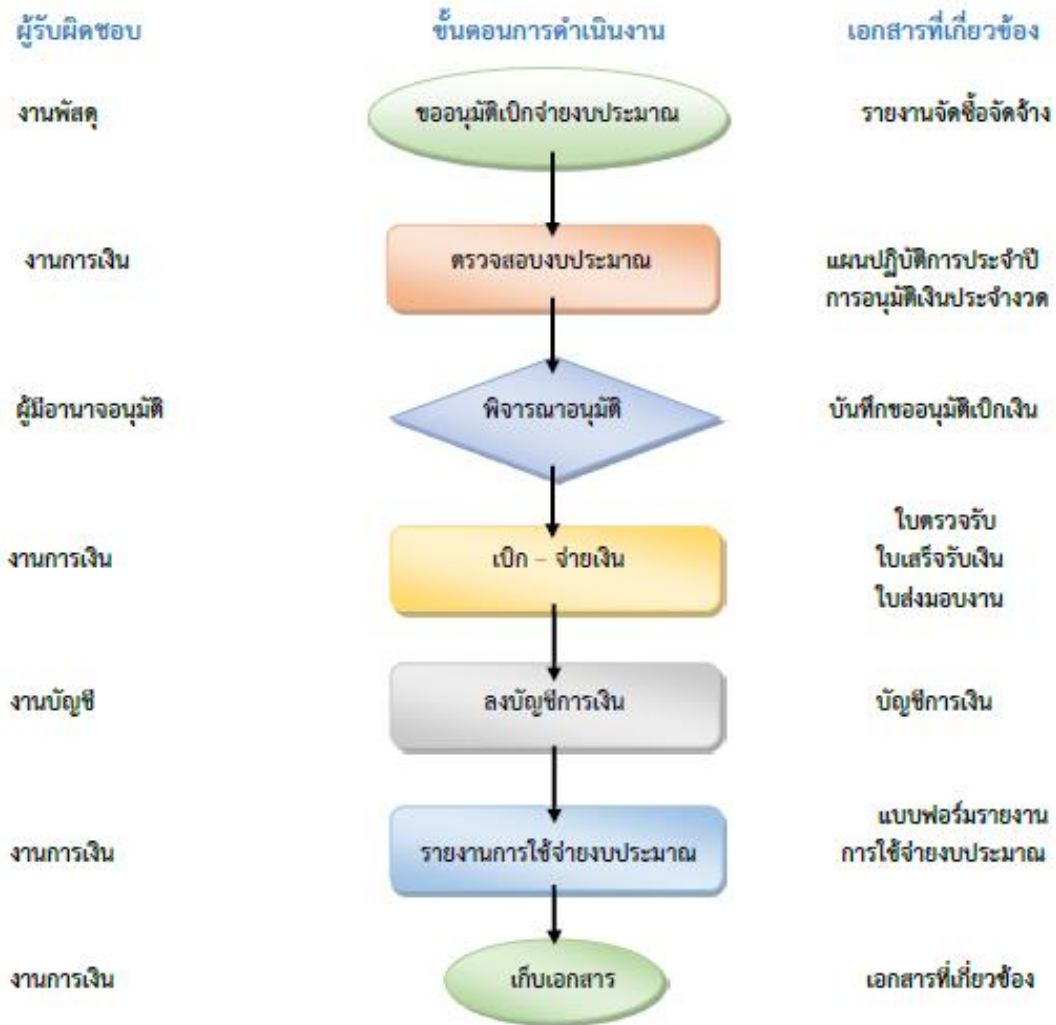 ผู้รับผิดชอบ ขั้นตอนการดำเนินงาน เอกสารที่เกี่ยวข้อง
งานพัสดุ ขออนุมัติเบิกจ่ายงบประมาณ รายงานจัดซื้อจัดจ้าง
งานการเงิน ตรวจสอบงบประมาณ แผนปฏิบัติการประจำปี
การอนุมัติเงินประจำงวด
ผู้มีอานาจอนุมัติ พิจารณาอนุมัติ บันทึกขออนุมัติเบิกเงิน
ใบตรวจรับ
งานการเงิน เบิก – จ่ายเงิน ใบเสร็จรับเงิน
ใบส่งมอบงาน
งานบัญชี ลงบัญชีการเงิน บัญชีการเงิน
แบบฟอร์มรายงาน
งานการเงิน รายงานการใช้จ่ายงบประมาณ การใช้จ่ายงบประมาณ
งานการเงิน เก็บเอกสาร เอกสารที่เกี่ยวข้อง